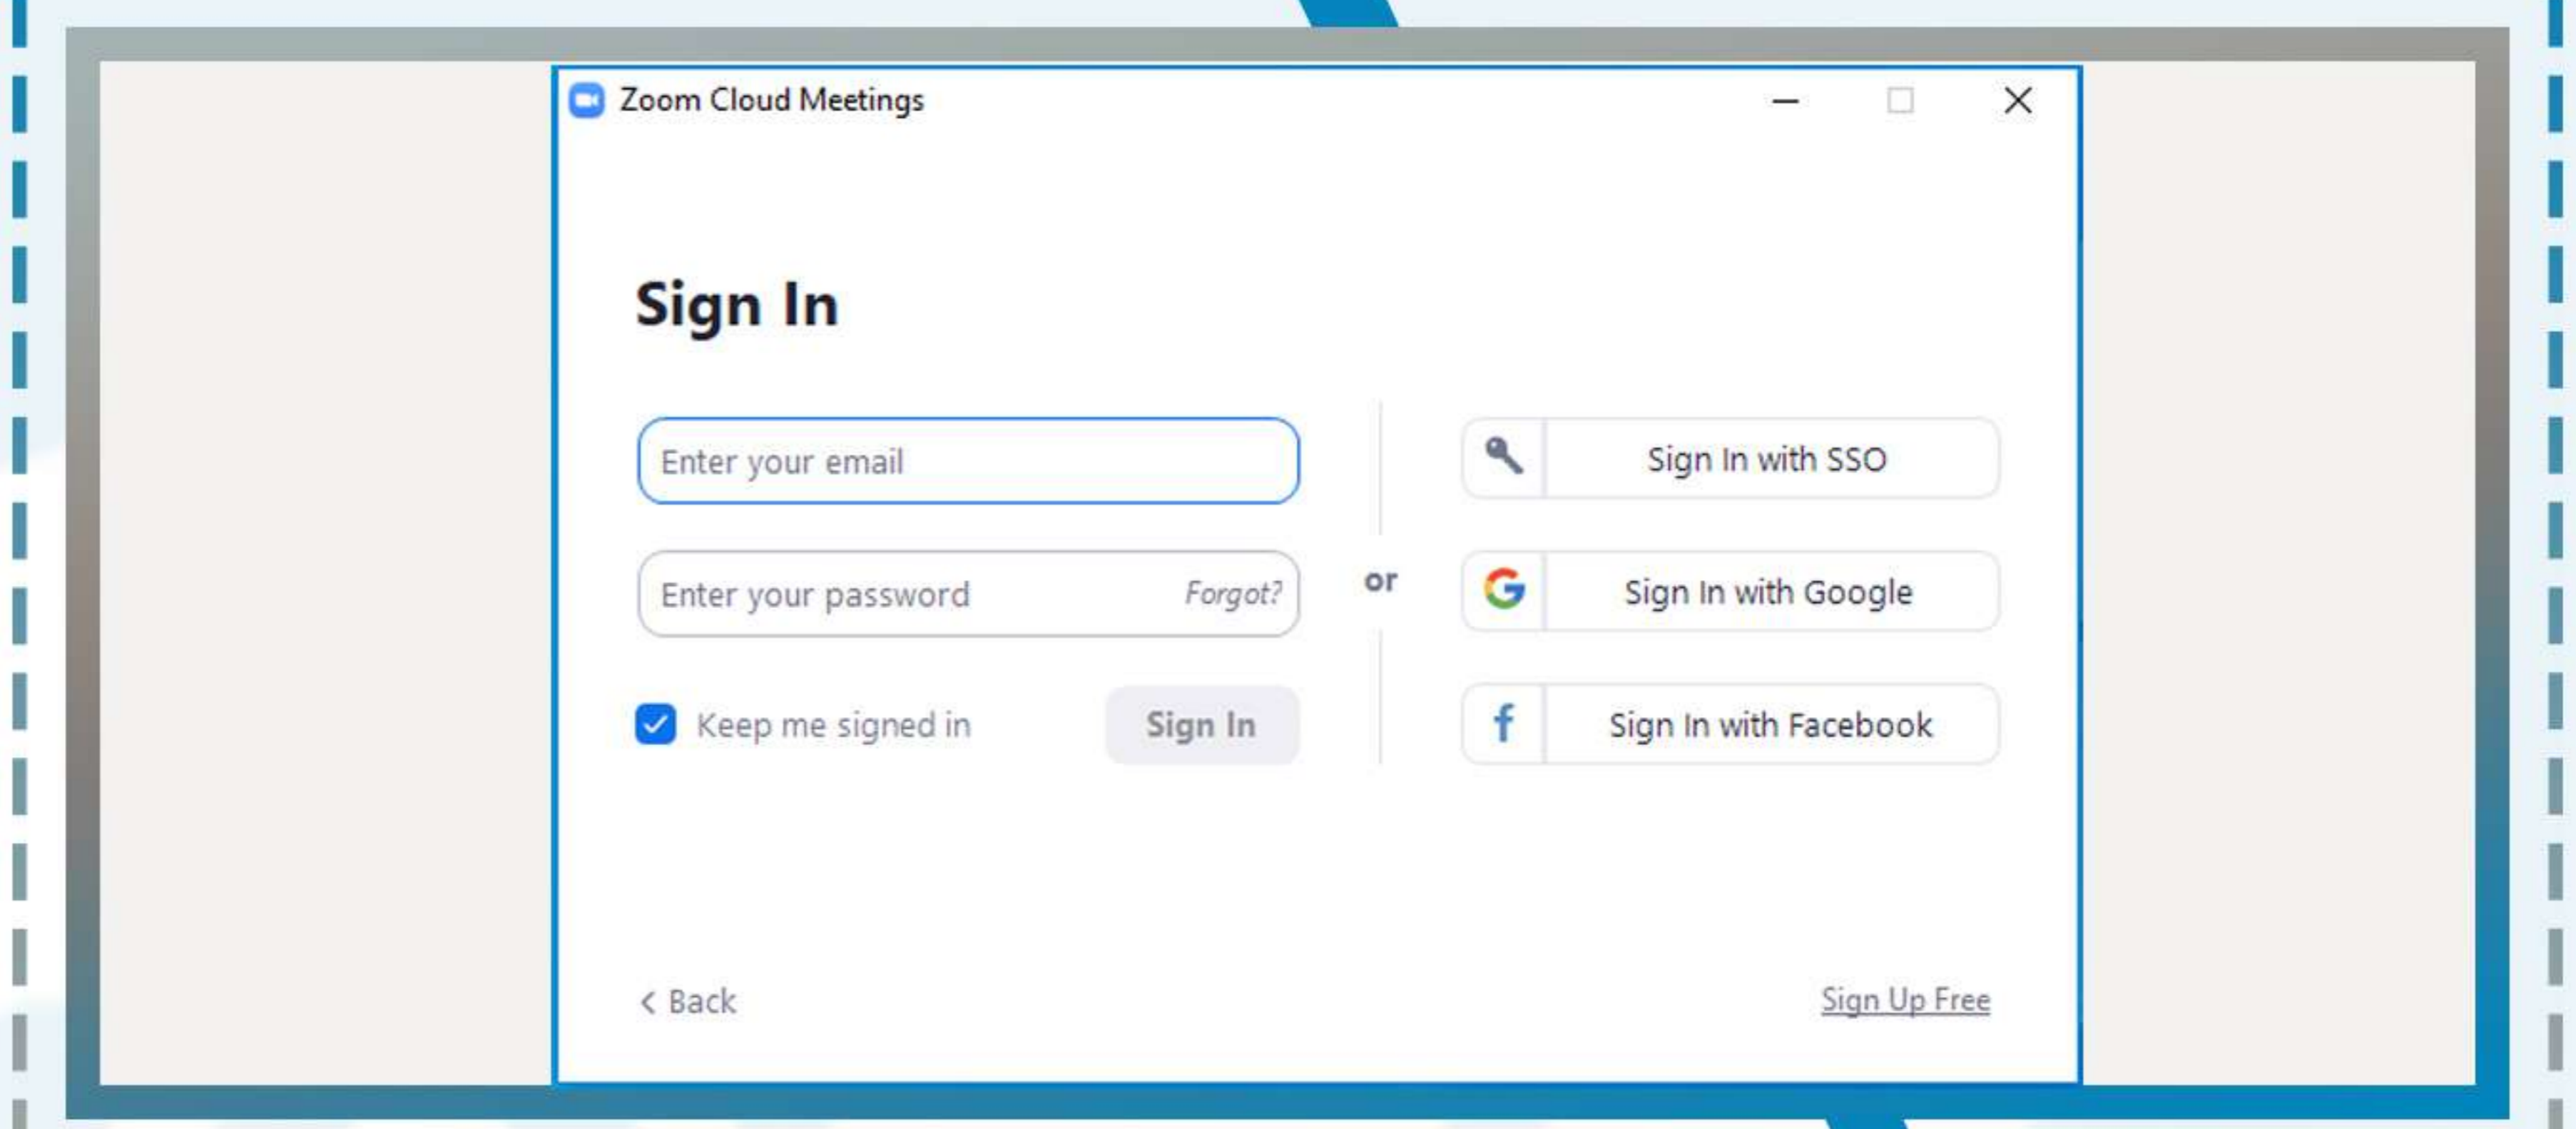 Zoom Cloud Meetings
Sign In
Enter your email
Enter your password Forgot?
Keep me signed in Sign In
or
Sign In with SSO
Sign In with Google
Sign In with Facebook
< Back
Sign Up Free